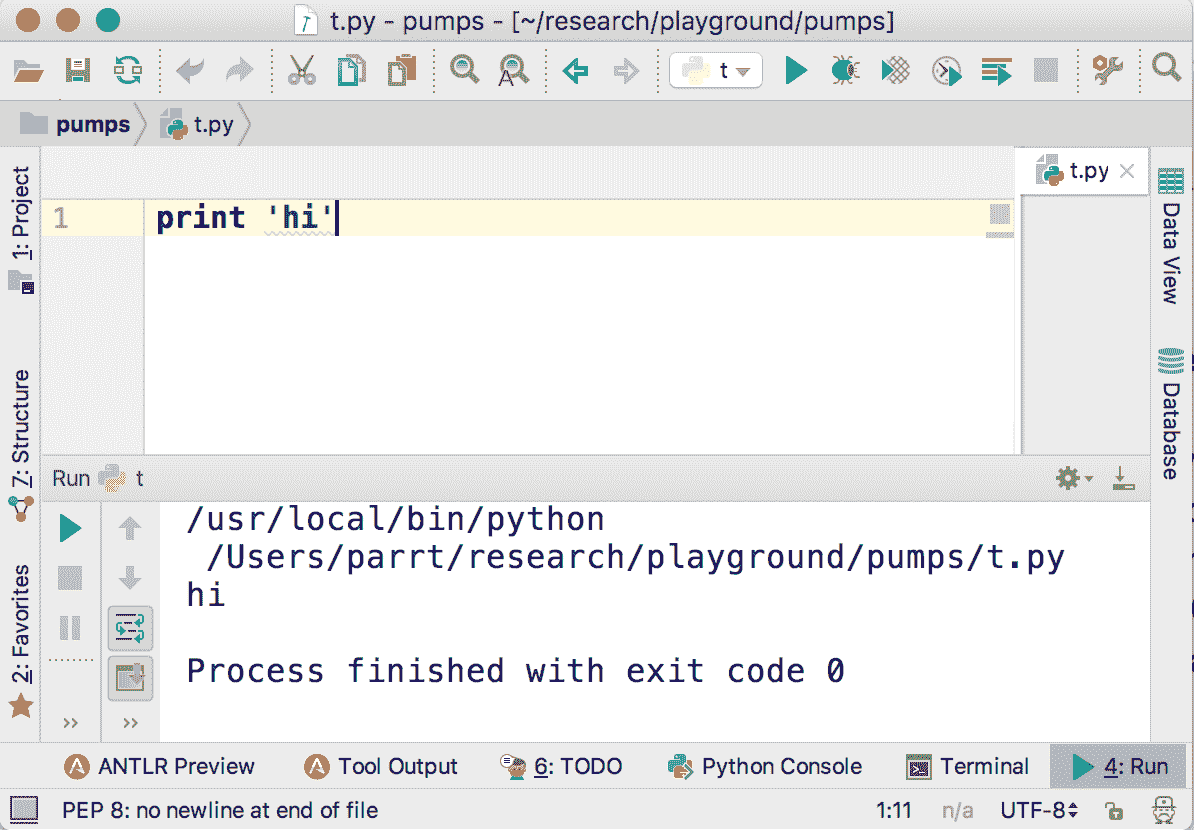 t.py - pumps - [~/research/playground/pumps]
t
pumps
t.py
t.py
1: Project
7: Structure
2: Favorites
1
print 'hi'
Data View
Database
Run
t
/usr/local/bin/python
/Users/parrt/research/playground/pumps/t.py
hi
Process finished with exit code 0
ANTLR Preview
Tool Output
6: TODO
Python Console
Terminal
4: Run
PEP 8: no newline at end of file
1:11
n/a
UTF-8